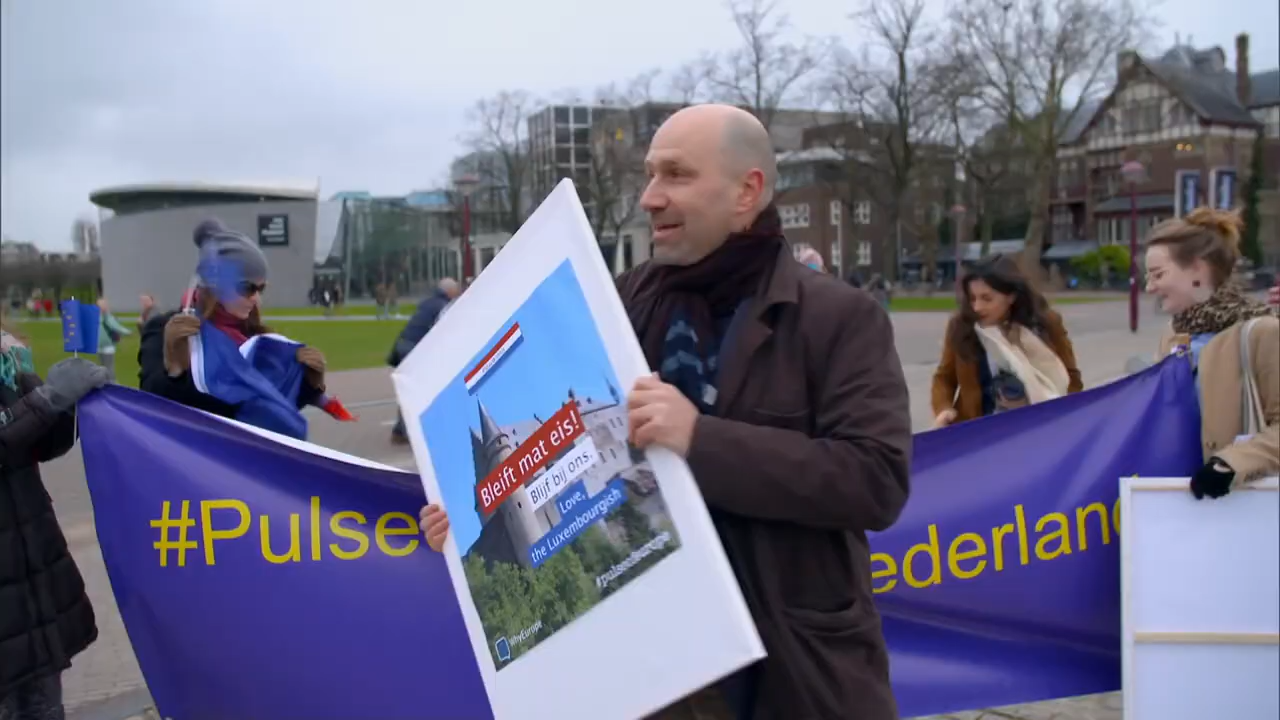 #Pulse
ederland
Bleift mat eis!
Blijf bij ons.
Love,
the Luxembourgish
#pulseofeurope
WhyEurope